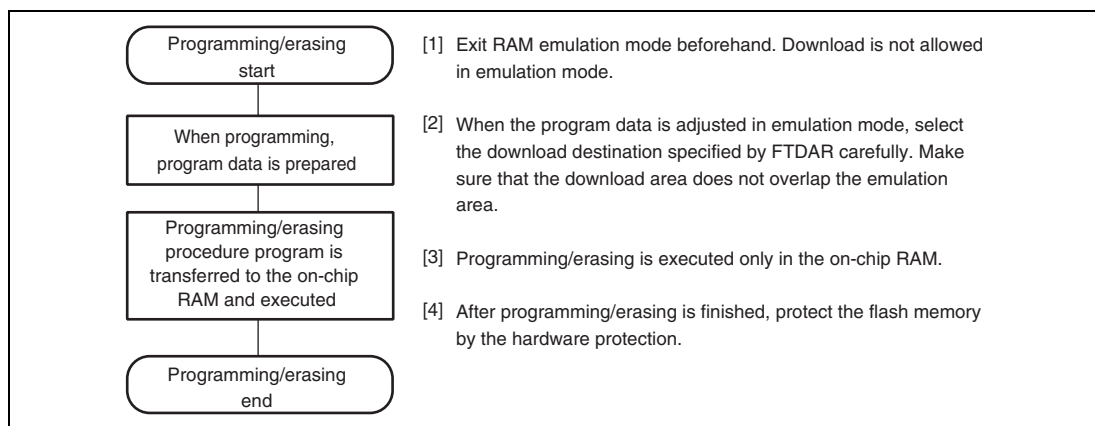 Programming/erasing
start
When programming,
program data is prepared
Programming/erasing
procedure program is
transferred to the on-chip
RAM and executed
Programming/erasing
end
[1] Exit RAM emulation mode beforehand. Download is not allowed
in emulation mode.
[2] When the program data is adjusted in emulation mode, select
the download destination specified by FTDAR carefully. Make
sure that the download area does not overlap the emulation
area.
[3] Programming/erasing is executed only in the on-chip RAM.
[4] After programming/erasing is finished, protect the flash memory
by the hardware protection.